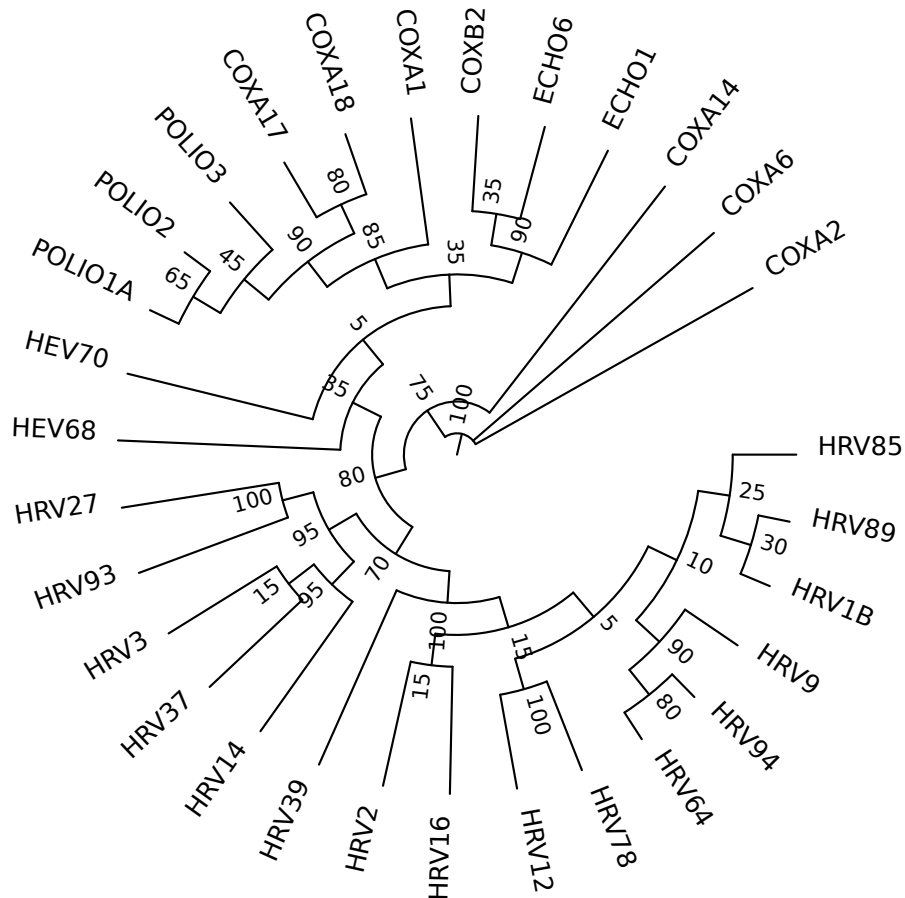 COXB2
ECHO6
COXA1
COXA18
ECHO1
COXA17
COXA14
POLIO3
COXA6
POLIO2
COXA2
POLIO1A
80
35
90
85
90
35
45
65
5
HEV70
35
75
100
HEV68
HRV85
80
25
HRV27
100
HRV89
95
30
10
HRV93
70
HRV1B
15
95
5
HRV3
100
15
90
HRV9
15
80
100
HRV37
HRV94
HRV14
HRV64
HRV39
HRV2
HRV78
HRV16
HRV12